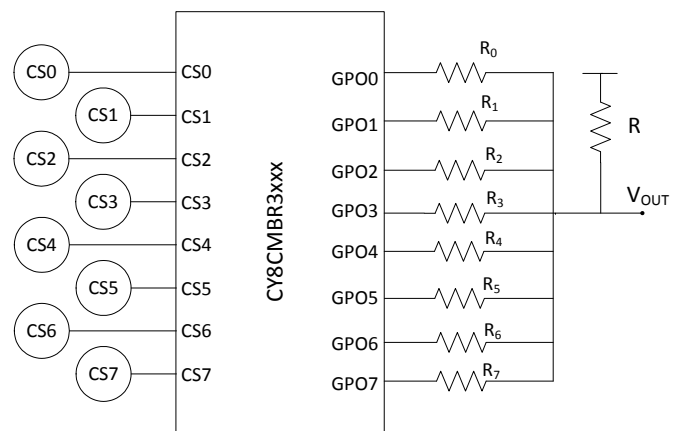 CS0
CS1
CS2
CS3
CS4
CS5
CS6
CS7
CS0
CS1
CS2
CS3
CS4
CS5
CS6
CS7
CY8CMBR3xxx
GPO0
GPO1
GPO2
GPO3
GPO4
GPO5
GPO6
GPO7
R₀
R₁
R₂
R₃
R₄
R₅
R₆
R₇
R
V_OUT